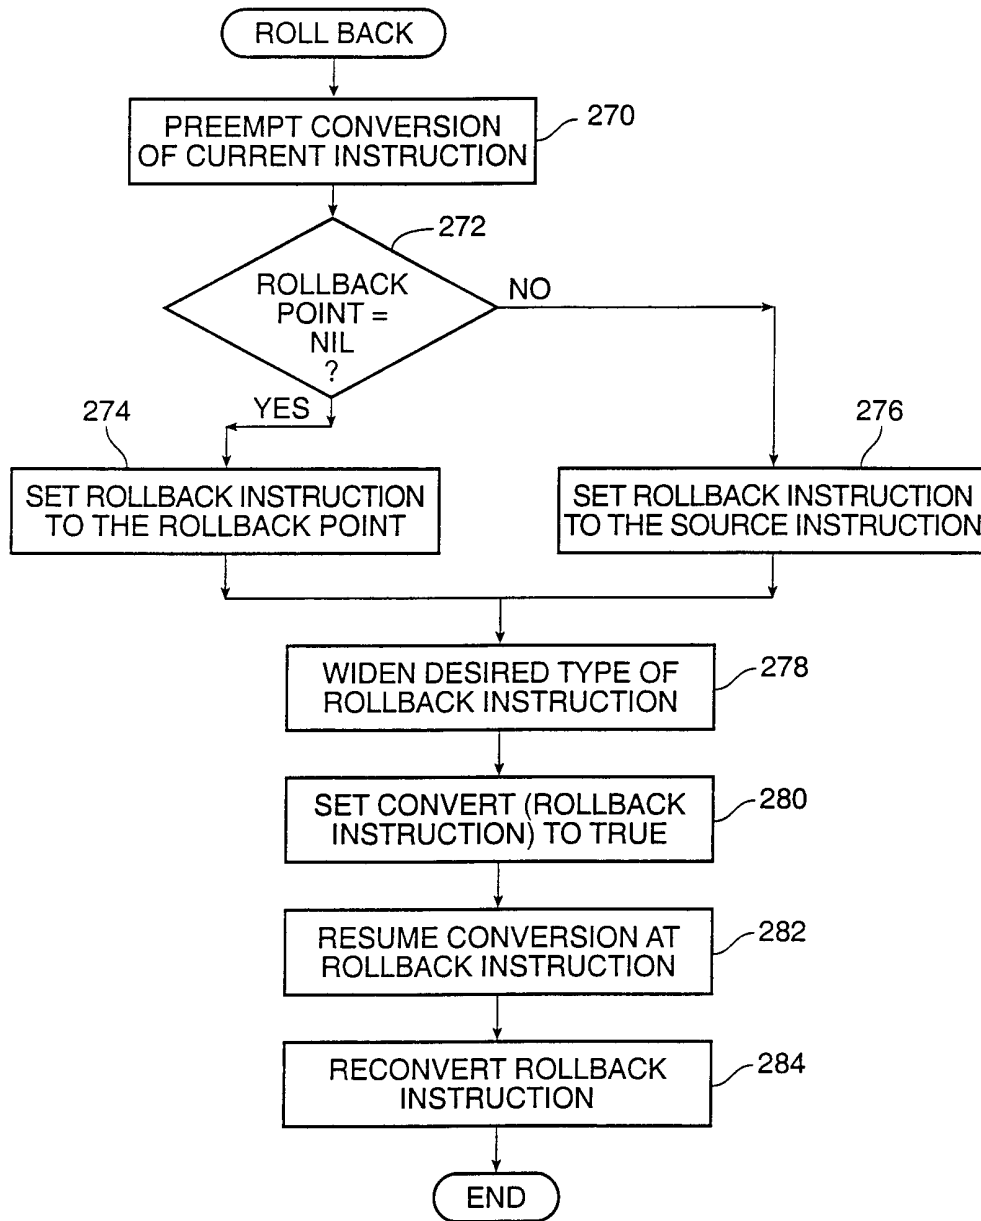 ROLL BACK
PREEMPT CONVERSION
OF CURRENT INSTRUCTION
270
272
ROLLBACK
POINT =
NIL
?
NO
YES
274
SET ROLLBACK INSTRUCTION
TO THE ROLLBACK POINT
276
SET ROLLBACK INSTRUCTION
TO THE SOURCE INSTRUCTION
WIDEN DESIRED TYPE OF
ROLLBACK INSTRUCTION
278
SET CONVERT (ROLLBACK
INSTRUCTION) TO TRUE
280
RESUME CONVERSION AT
ROLLBACK INSTRUCTION
282
RECONVERT ROLLBACK
INSTRUCTION
284
END